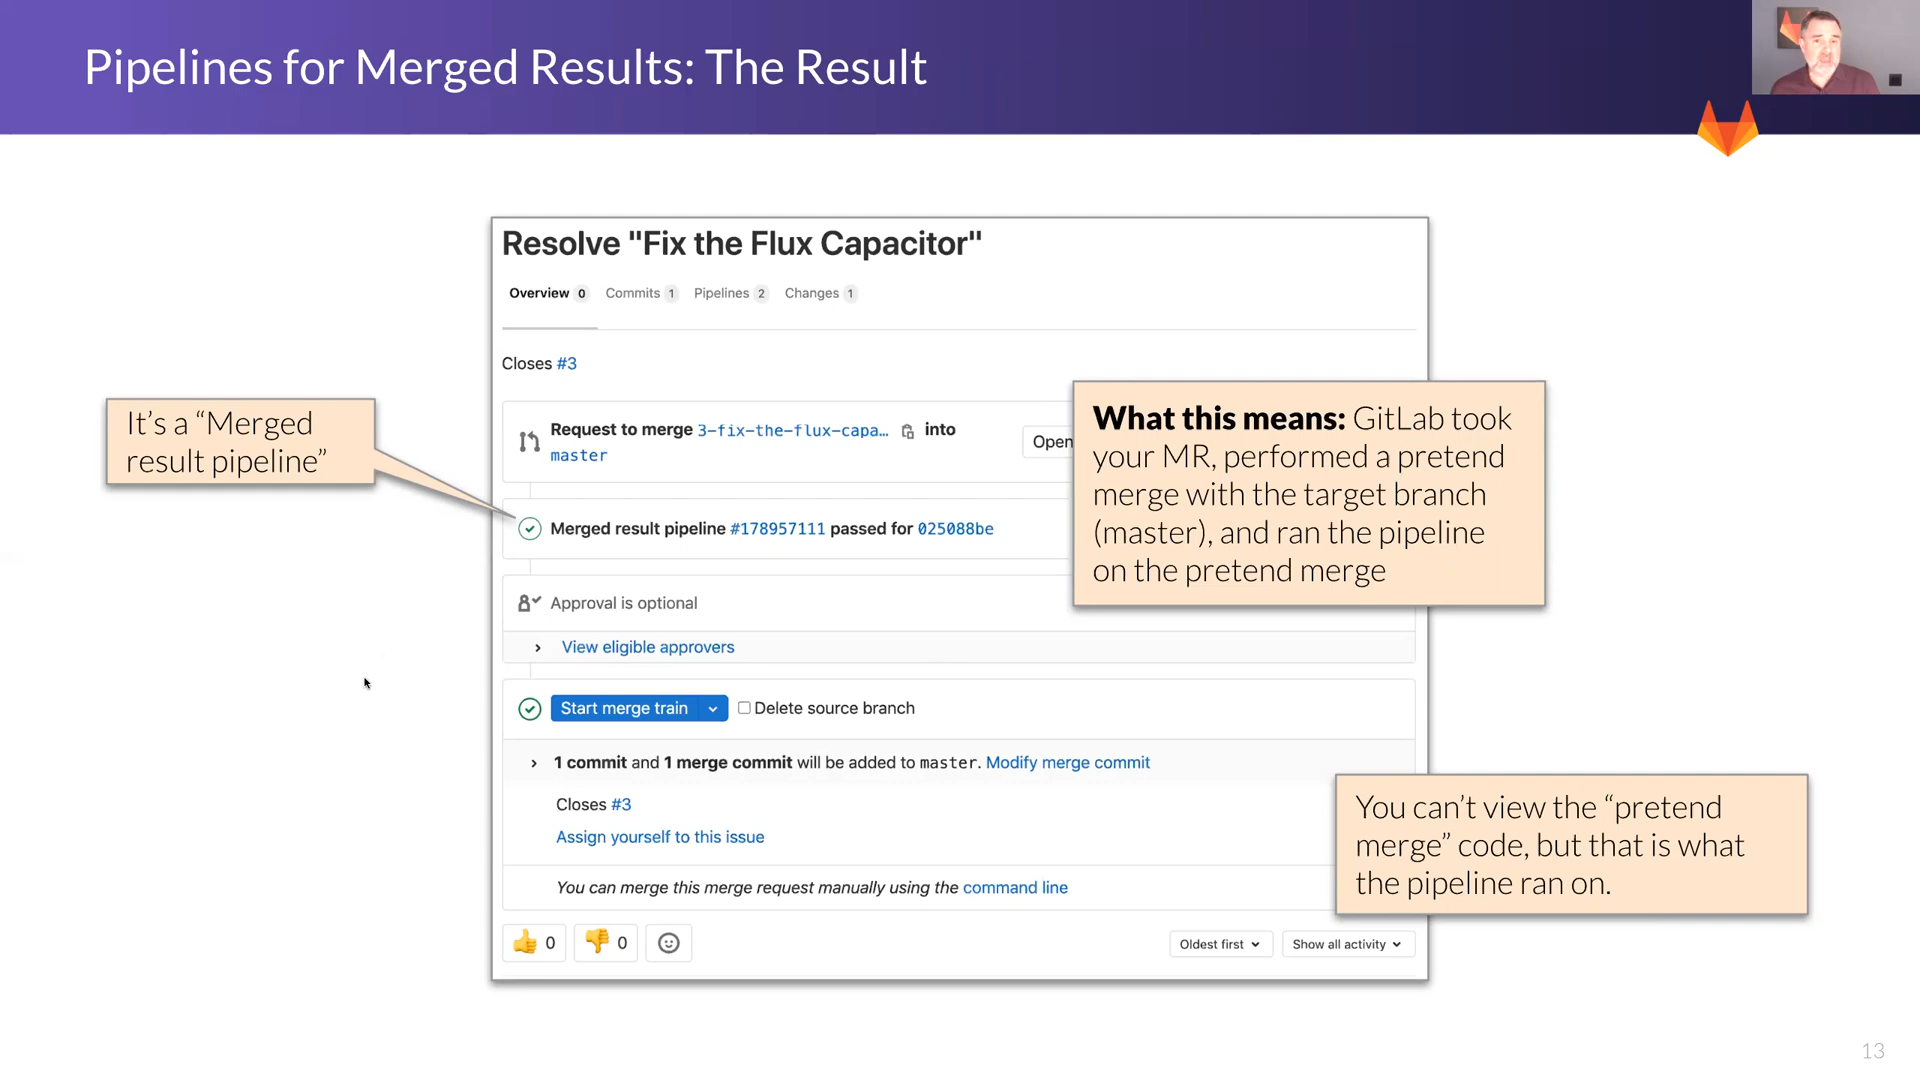 Pipelines for Merged Results: The Result
Resolve "Fix the Flux Capacitor"
Overview 0 Commits 1 Pipelines 2 Changes 1
Closes #3
It's a “Merged
result pipeline”
Request to merge 3-fix-the-flux-capa… into
master
Open
What this means: GitLab took
your MR, performed a pretend
merge with the target branch
(master), and ran the pipeline
on the pretend merge
Merged result pipeline #178957111 passed for 025088be
Approval is optional
View eligible approvers
Start merge train Delete source branch
1 commit and 1 merge commit will be added to master. Modify merge commit
Closes #3
Assign yourself to this issue
You can merge this merge request manually using the command line
You can’t view the “pretend
merge” code, but that is what
the pipeline ran on.
0 0
Oldest first Show all activity
13